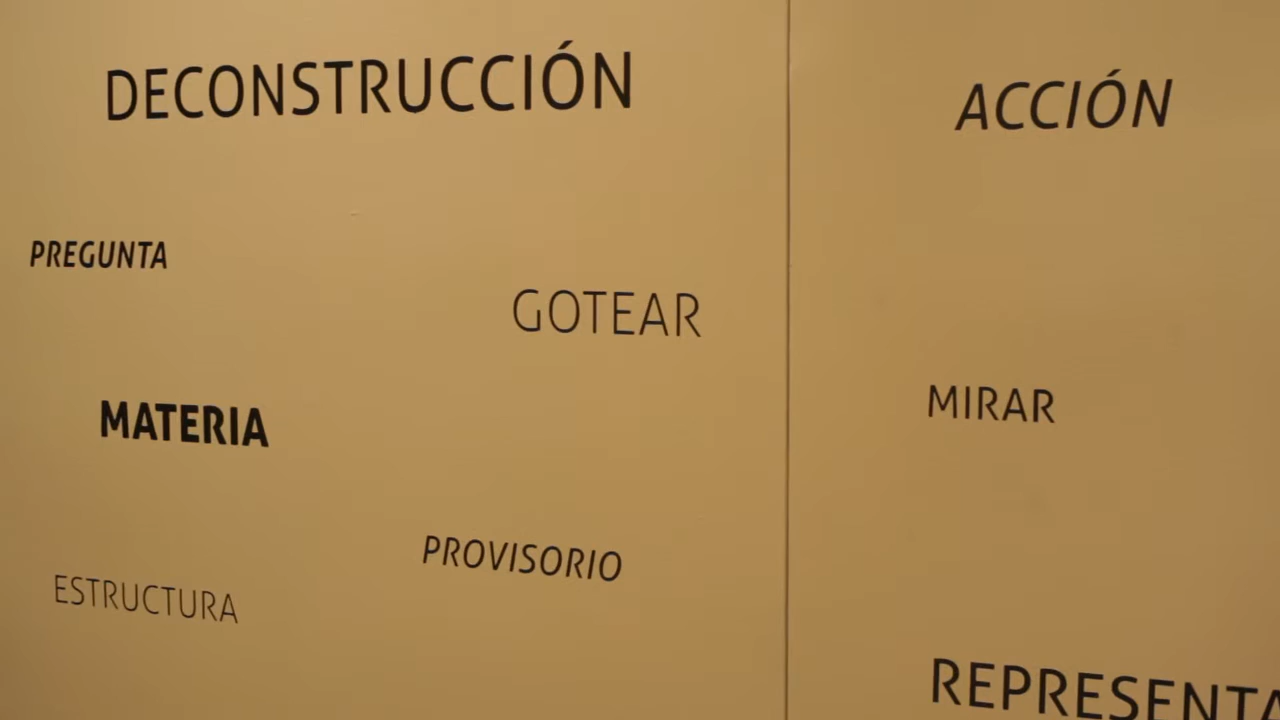 DECONSTRUCCIÓN
ACCIÓN
PREGUNTA
GOTEAR
MATERIA
MIRAR
PROVISORIO
ESTRUCTURA